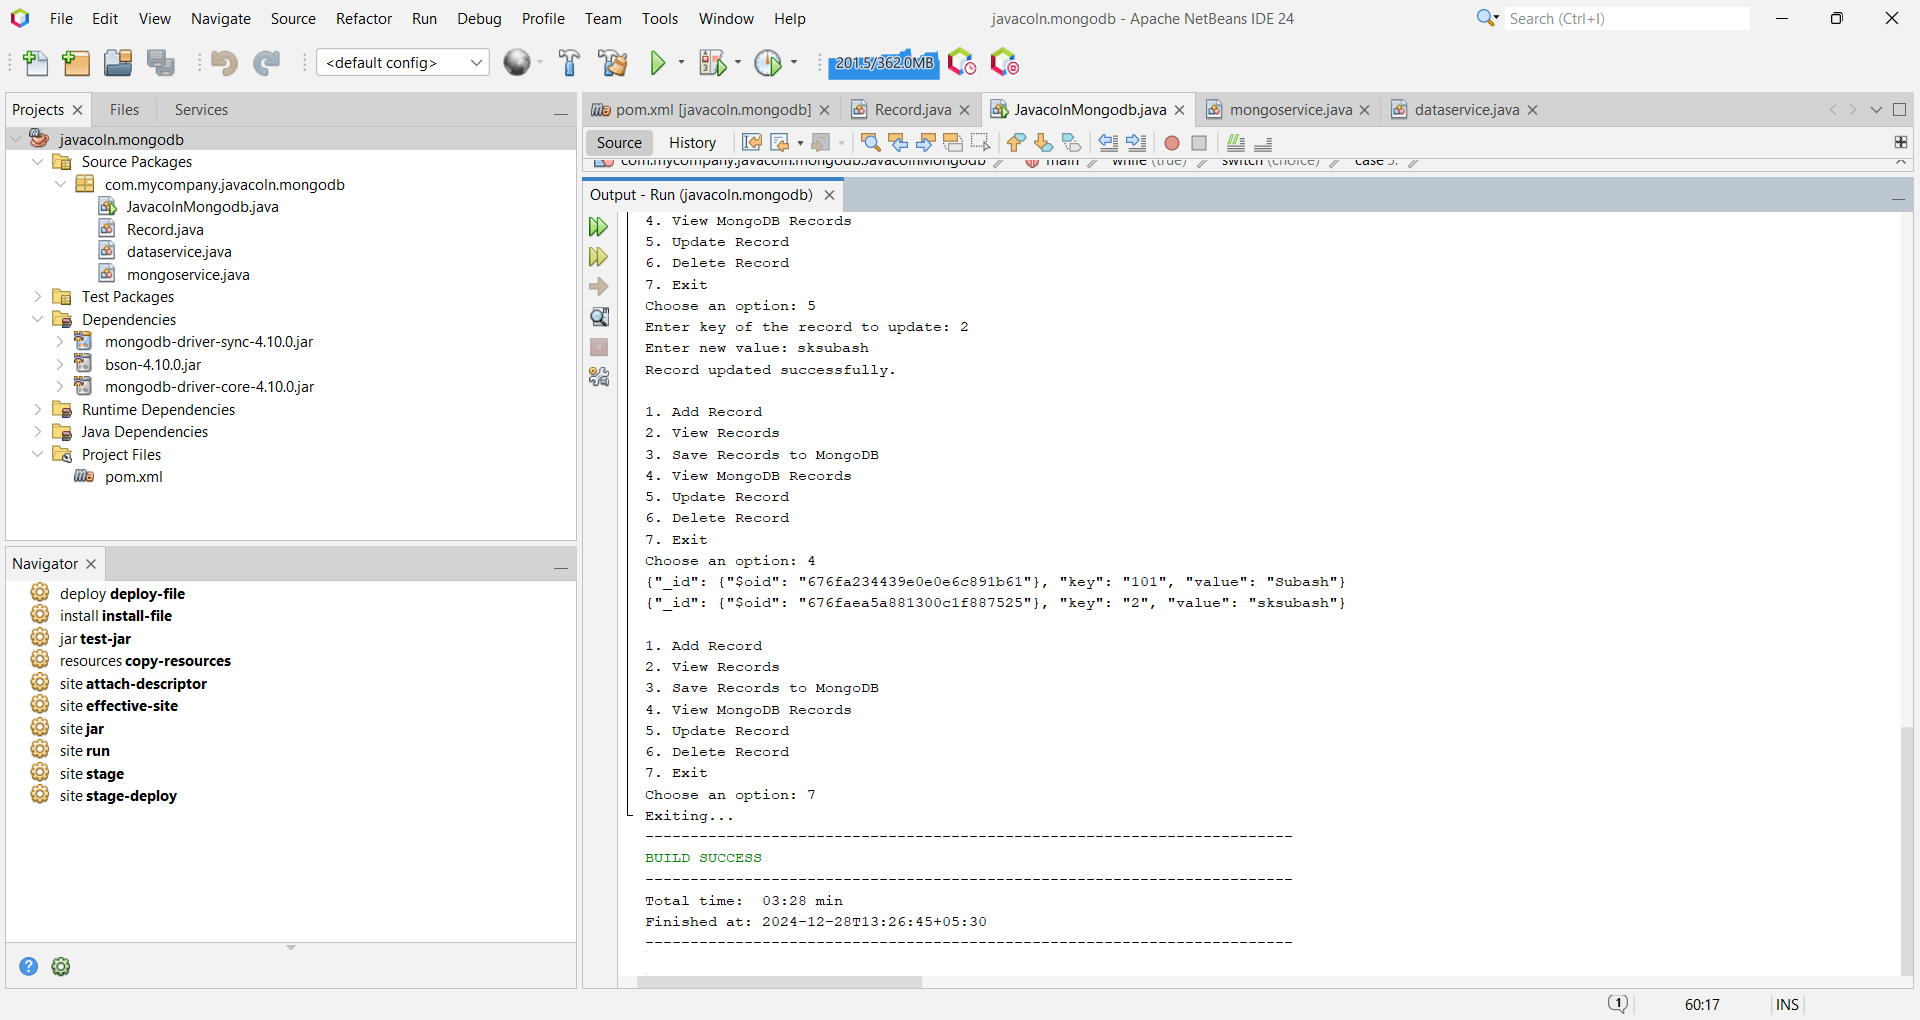 File Edit View Navigate Source Refactor Run Debug Profile Team Tools Window Help
javacoln.mongodb - Apache NetBeans IDE 24
Search (Ctrl+I)
<default config>
201.5/362.0MB
Projects Files Services
javacoln.mongodb
Source Packages
com.mycompany.javacoln.mongodb
JavacolnMongodb.java
Record.java
dataservice.java
mongoservice.java
Test Packages
Dependencies
mongodb-driver-sync-4.10.0.jar
bson-4.10.0.jar
mongodb-driver-core-4.10.0.jar
Runtime Dependencies
Java Dependencies
Project Files
pom.xml
Navigator
deploy deploy-file
install install-file
jar test-jar
resources copy-resources
site attach-descriptor
site effective-site
site jar
site run
site stage
site stage-deploy
pom.xml [javacoln.mongodb] Record.java JavacolnMongodb.java mongoservice.java dataservice.java
Source History
com.mycompany.javacoln.mongodb.JavacolnMongodb main while (true) switch (choice) case 5:
Output - Run (javacoln.mongodb)
4. View MongoDB Records
5. Update Record
6. Delete Record
7. Exit
Choose an option: 5
Enter key of the record to update: 2
Enter new value: sksubash
Record updated successfully.
1. Add Record
2. View Records
3. Save Records to MongoDB
4. View MongoDB Records
5. Update Record
6. Delete Record
7. Exit
Choose an option: 4
{"_id": {"$oid": "676fa234439e0e0e6c891b61"}, "key": "101", "value": "Subash"}
{"_id": {"$oid": "676faea5a881300c1f887525"}, "key": "2", "value": "sksubash"}
1. Add Record
2. View Records
3. Save Records to MongoDB
4. View MongoDB Records
5. Update Record
6. Delete Record
7. Exit
Choose an option: 7
Exiting...
------------------------------------------------------------------------
BUILD SUCCESS
------------------------------------------------------------------------
Total time:  03:28 min
Finished at: 2024-12-28T13:26:45+05:30
------------------------------------------------------------------------
1
60:17
INS